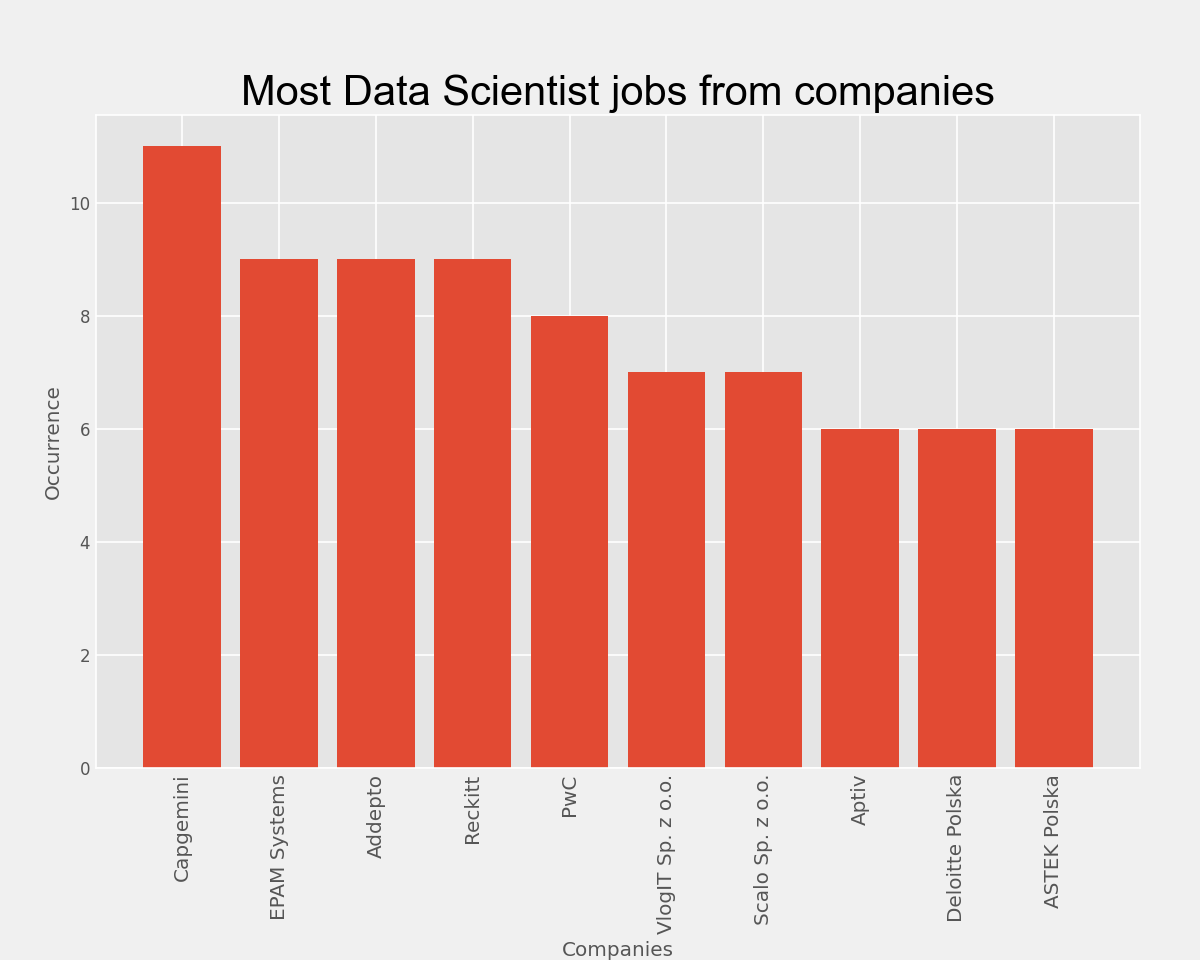 Most Data Scientist jobs from companies
Occurrence
10
8
6
4
2
0
Capgemini
EPAM Systems
Addepto
Reckitt
PwC
VlogIT Sp. z o.o.
Scalo Sp. z o.o.
Aptiv
Deloitte Polska
ASTEK Polska
Companies